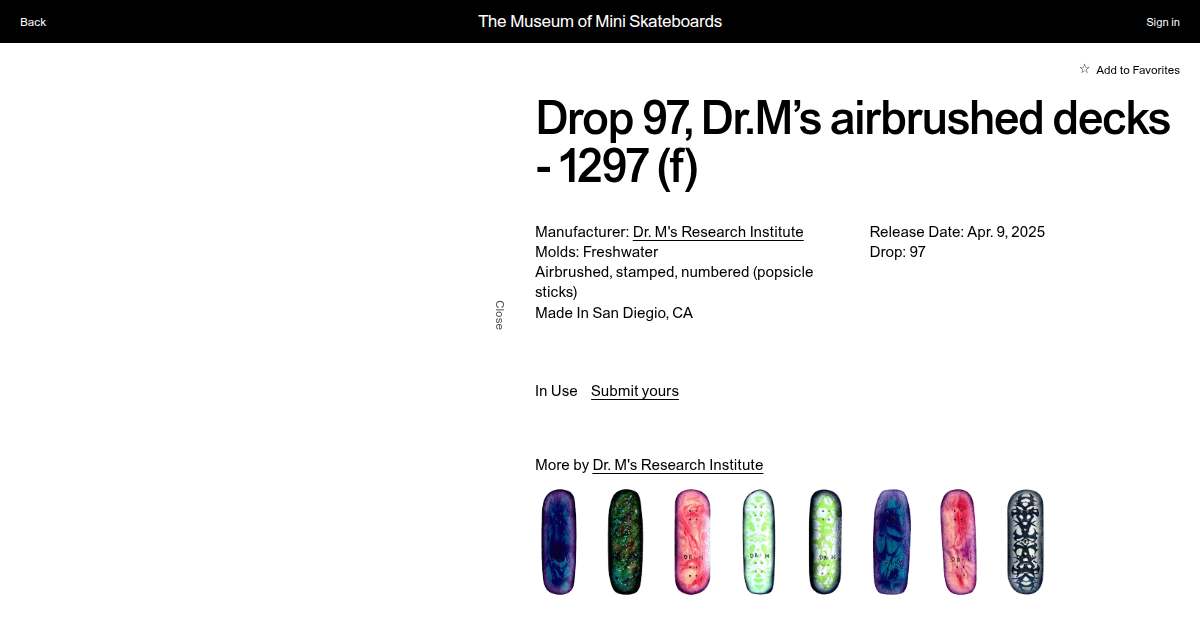 Back
The Museum of Mini Skateboards
Sign in
☆ Add to Favorites
Drop 97, Dr.M’s airbrushed decks
- 1297 (f)
Manufacturer: Dr. M's Research Institute
Molds: Freshwater
Airbrushed, stamped, numbered (popsicle
sticks)
Made In San Diegio, CA
Release Date: Apr. 9, 2025
Drop: 97
Close
In Use Submit yours
More by Dr. M's Research Institute